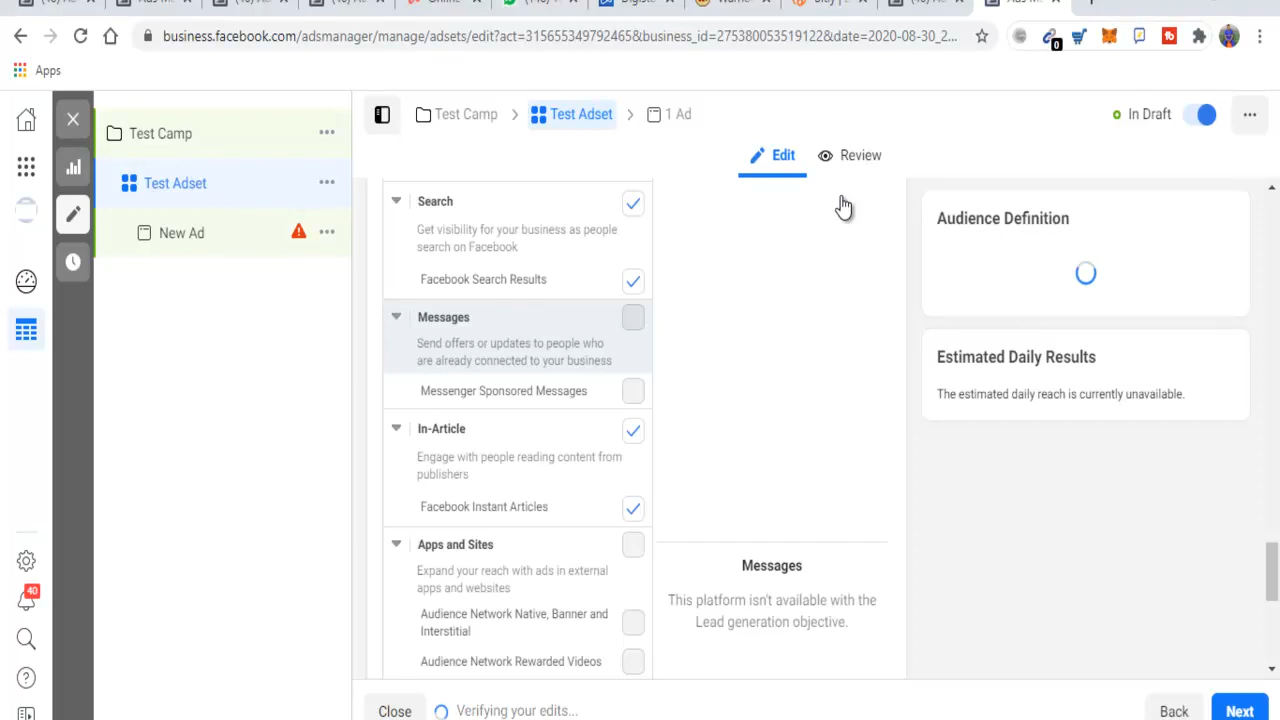 business.facebook.com/adsmanager/manage/adsets/edit?act=3156553497924658&business_id=275380053519122&date=2020-08-30_2...
0
Apps
Test Camp
Test Adset
New Ad
Test Camp
Test Adset
1 Ad
In Draft
Edit
Review
Search
Get visibility for your business as people
search on Facebook
Facebook Search Results
Messages
Send offers or updates to people who
are already connected to your business
Messenger Sponsored Messages
In-Article
Engage with people reading content from
publishers
Facebook Instant Articles
Apps and Sites
Expand your reach with ads in external
apps and websites
Audience Network Native, Banner and
Interstitial
Audience Network Rewarded Videos
Messages
This platform isn't available with the
Lead generation objective.
Audience Definition
Estimated Daily Results
The estimated daily reach is currently unavailable.
40
Close
Verifying your edits...
Back
Next